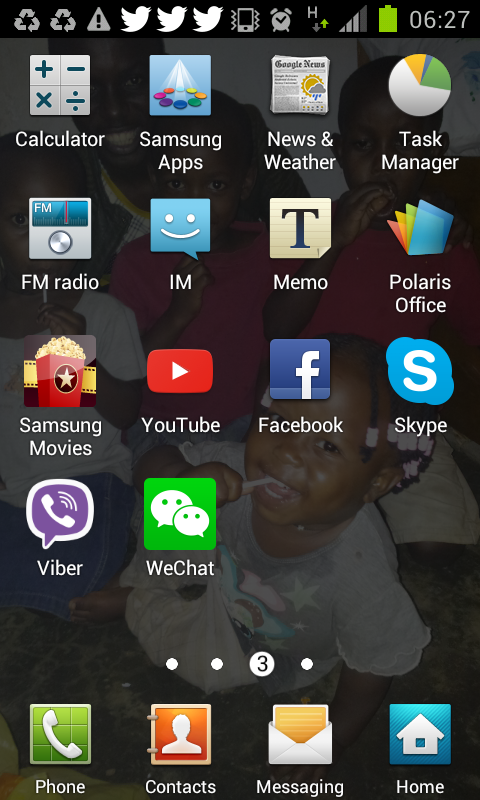 H 06:27
Google News
Calculator
Samsung Apps
News & Weather
Task Manager
FM
T
FM radio
IM
Memo
Polaris Office
f
S
Samsung Movies
YouTube
Facebook
Skype
Viber
WeChat
3
Phone
Contacts
Messaging
Home